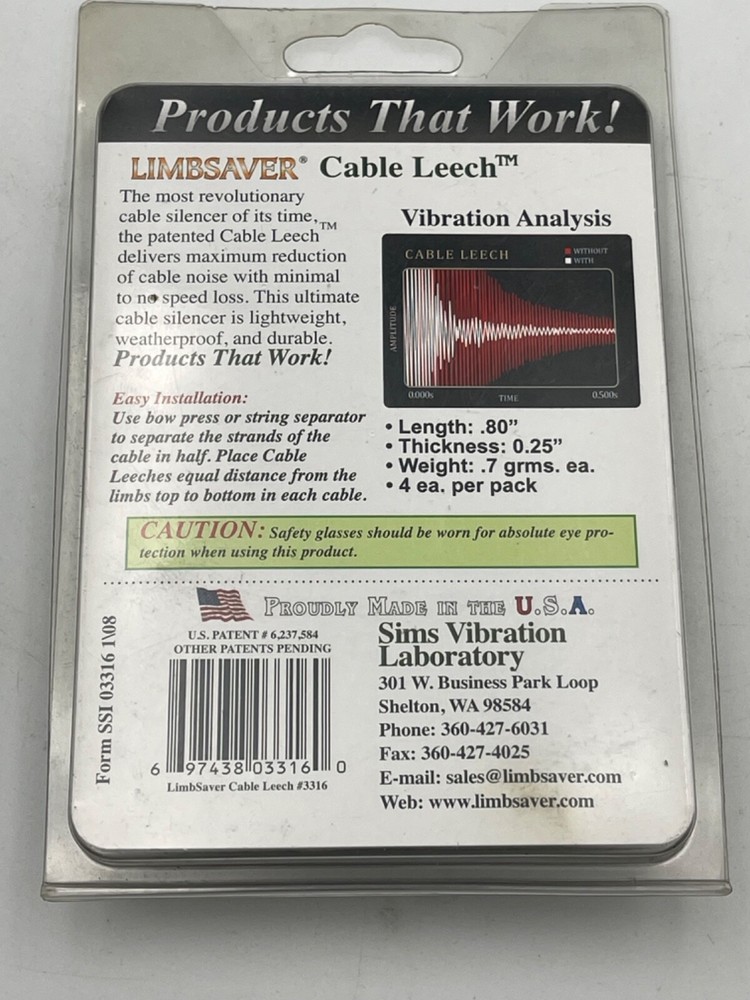 Products That Work!
LIMBSAVER® Cable Leech™
The most revolutionary
cable silencer of its time,
the patented Cable Leech™
delivers maximum reduction
of cable noise with minimal
to no speed loss. This ultimate
cable silencer is lightweight,
weatherproof, and durable.
Products That Work!
Easy Installation:
Use bow press or string separator
to separate the strands of the
cable in half. Place Cable
Leeches equal distance from the
limbs top to bottom in each cable.
Vibration Analysis
CABLE LEECH
WITHOUT
WITH
AMPLITUDE
0.000s TIME 0.500s
• Length: .80”
• Thickness: 0.25”
• Weight: .7 grms. ea.
• 4 ea. per pack
CAUTION: Safety glasses should be worn for absolute eye pro-
tection when using this product.
PROUDLY MADE IN THE U.S.A.
Form SSI 03316 1\08
U.S. PATENT # 6,237,584
OTHER PATENTS PENDING
6 97438 03316 0
LimbSaver Cable Leech #3316
Sims Vibration
Laboratory
301 W. Business Park Loop
Shelton, WA 98584
Phone: 360-427-6031
Fax: 360-427-4025
E-mail: sales@limbsaver.com
Web: www.limbsaver.com